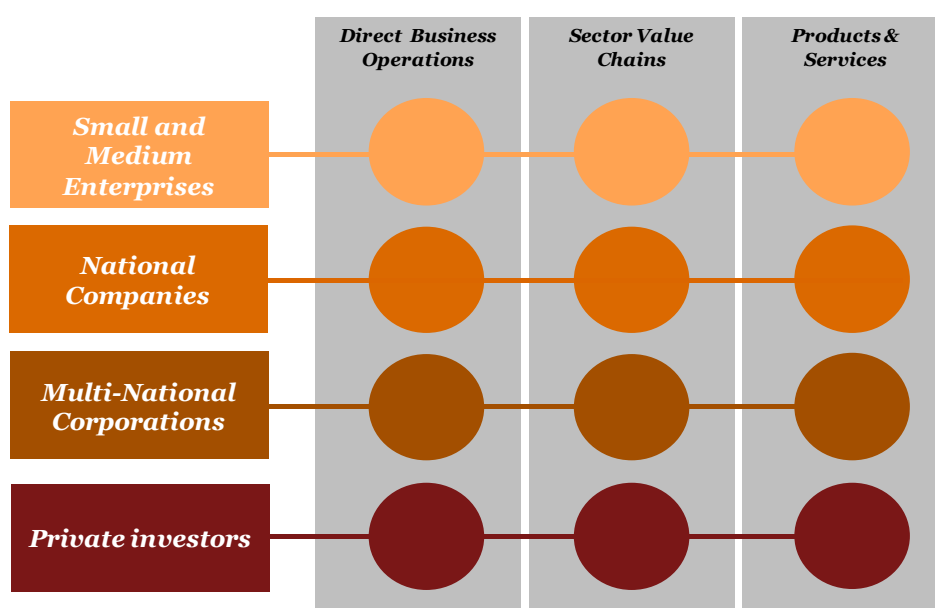 Direct Business
Operations
Sector Value
Chains
Products &
Services
Small and
Medium
Enterprises
National
Companies
Multi-National
Corporations
Private investors